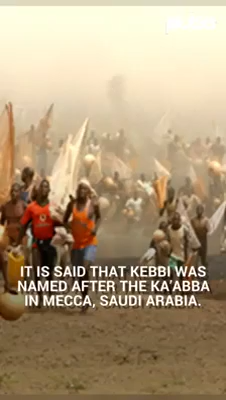 IT IS SAID THAT KEBBI WAS
NAMED AFTER THE KA'ABBA
IN MECCA, SAUDI ARABIA.